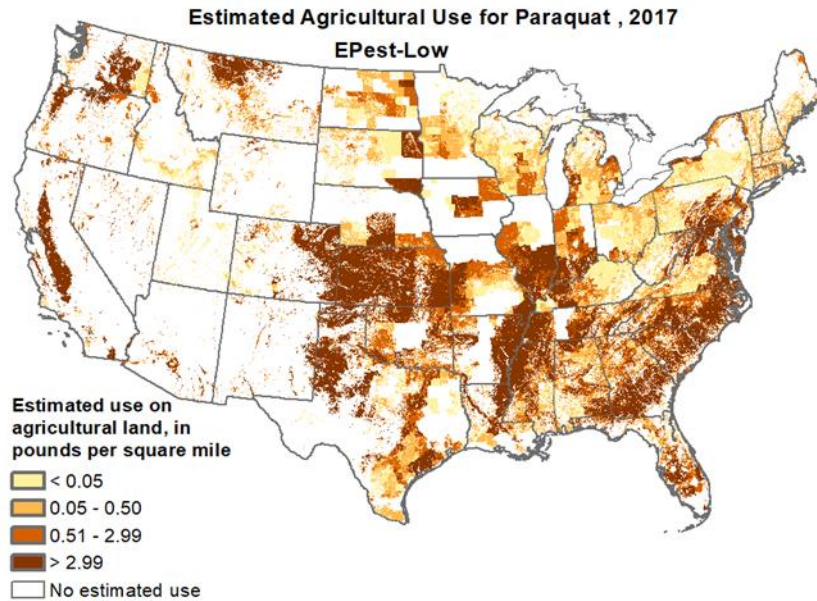 Estimated Agricultural Use for Paraquat , 2017
EPest-Low
Estimated use on
agricultural land, in
pounds per square mile
< 0.05
0.05 - 0.50
0.51 - 2.99
> 2.99
No estimated use